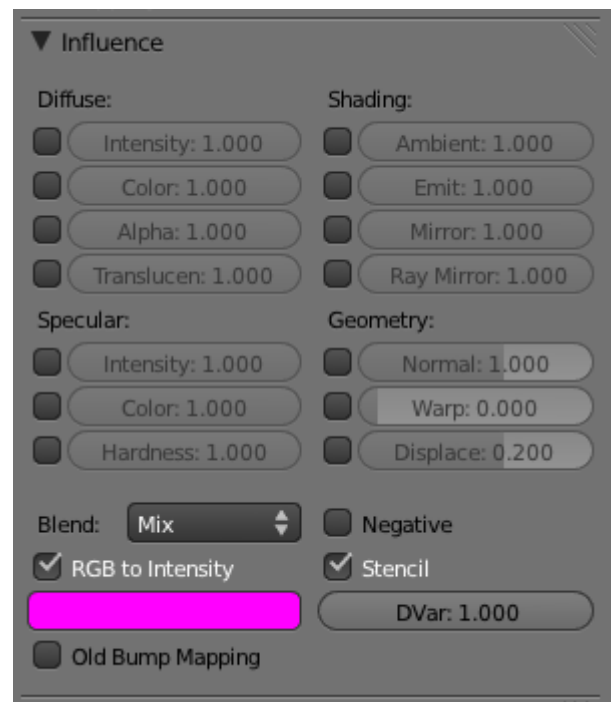 Influence
Diffuse: Shading:
Intensity: 1.000 Ambient: 1.000
Color: 1.000 Emit: 1.000
Alpha: 1.000 Mirror: 1.000
Translucen: 1.000 Ray Mirror: 1.000
Specular: Geometry:
Intensity: 1.000 Normal: 1.000
Color: 1.000 Warp: 0.000
Hardness: 1.000 Displace: 0.200
Blend: Mix Negative
RGB to Intensity Stencil
DVar: 1.000
Old Bump Mapping